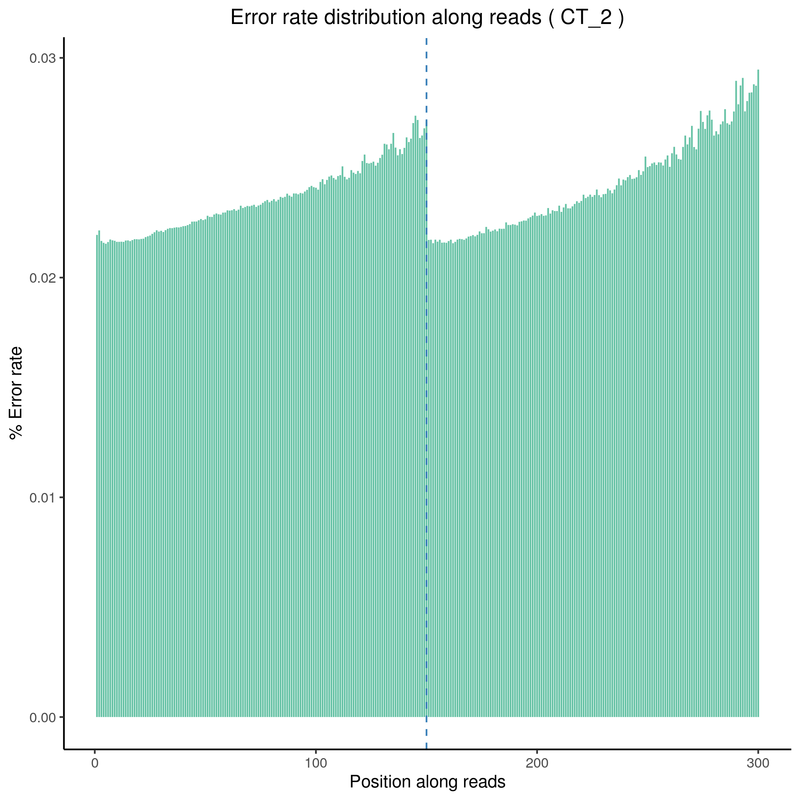 Error rate distribution along reads ( CT_2 )
% Error rate
0.03
0.02
0.01
0.00
0
100
200
300
Position along reads